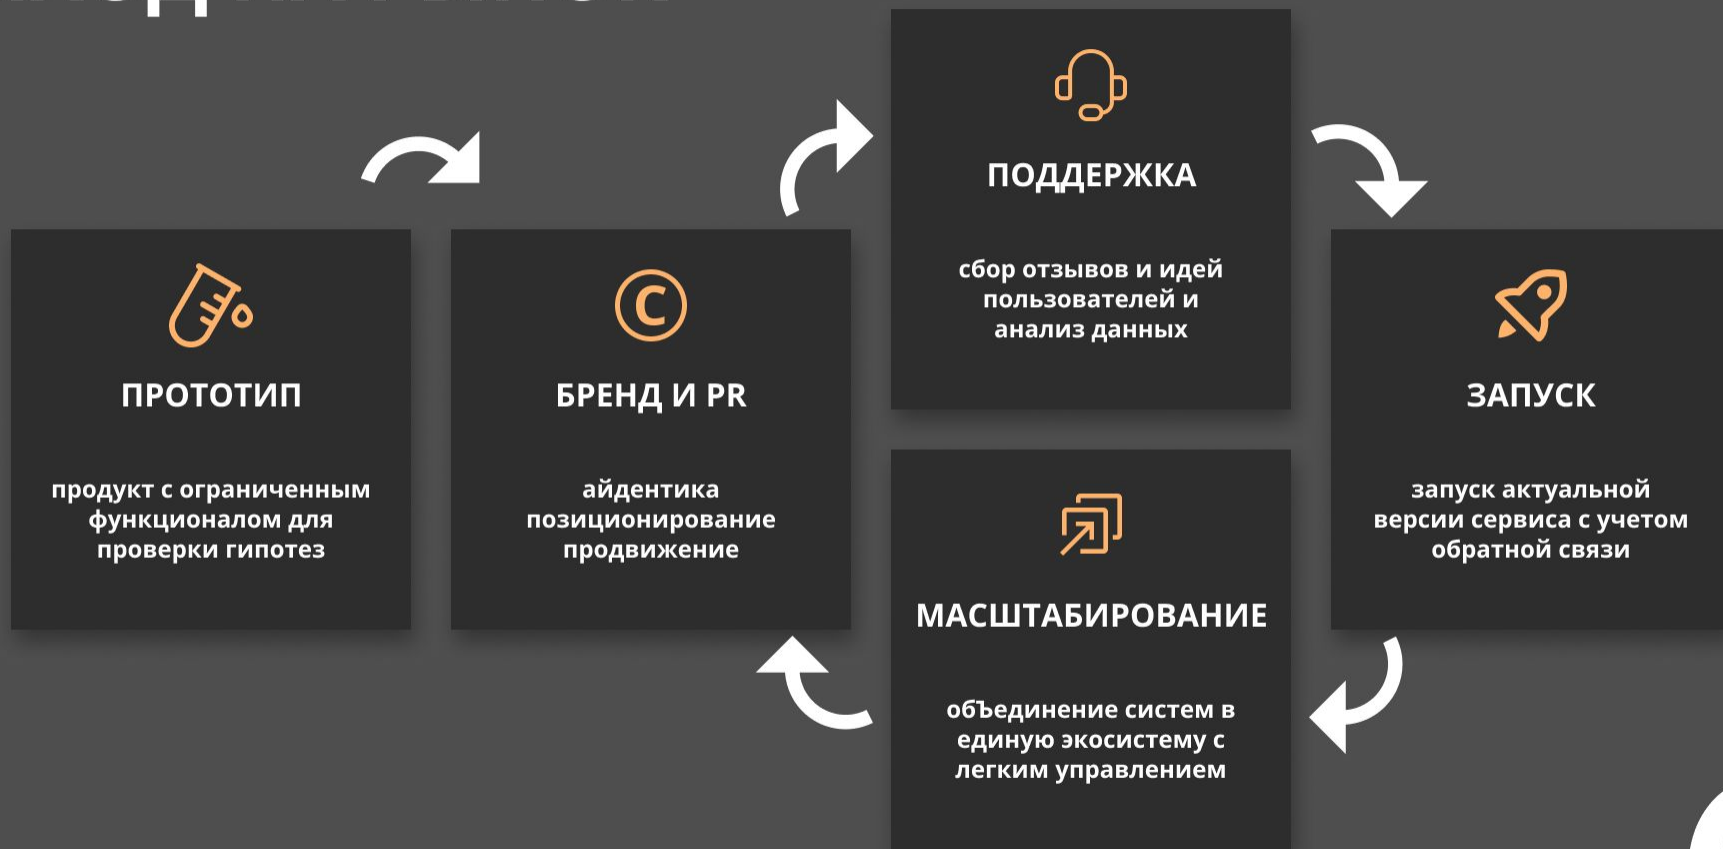 ПРОТОТИП
продукт с ограниченным
функционалом для
проверки гипотез
C
БРЕНД И PR
айдентика
позиционирование
продвижение
ПОДДЕРЖКА
сбор отзывов и идей
пользователей и
анализ данных
ЗАПУСК
запуск актуальной
версии сервиса с учетом
обратной связи
МАСШТАБИРОВАНИЕ
обЪединение систем в
единую экосистему с
легким управлением